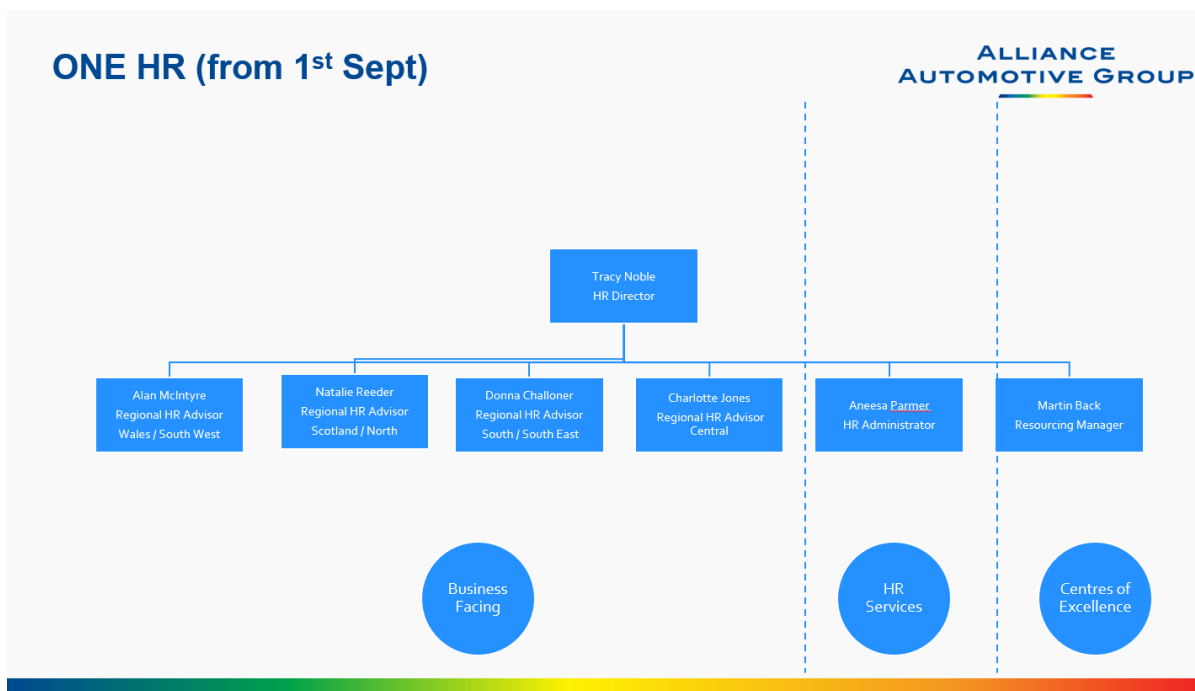 ONE HR (from 1st Sept)
ALLIANCE
AUTOMOTIVE GROUP
Tracy Noble
HR Director
Alan McIntyre
Regional HR Advisor
Wales / South West
Natalie Reeder
Regional HR Advisor
Scotland / North
Donna Challoner
Regional HR Advisor
South / South East
Charlotte Jones
Regional HR Advisor
Central
Aneesa Parmer
HR Administrator
Martin Back
Resourcing Manager
Business
Facing
HR
Services
Centres of
Excellence